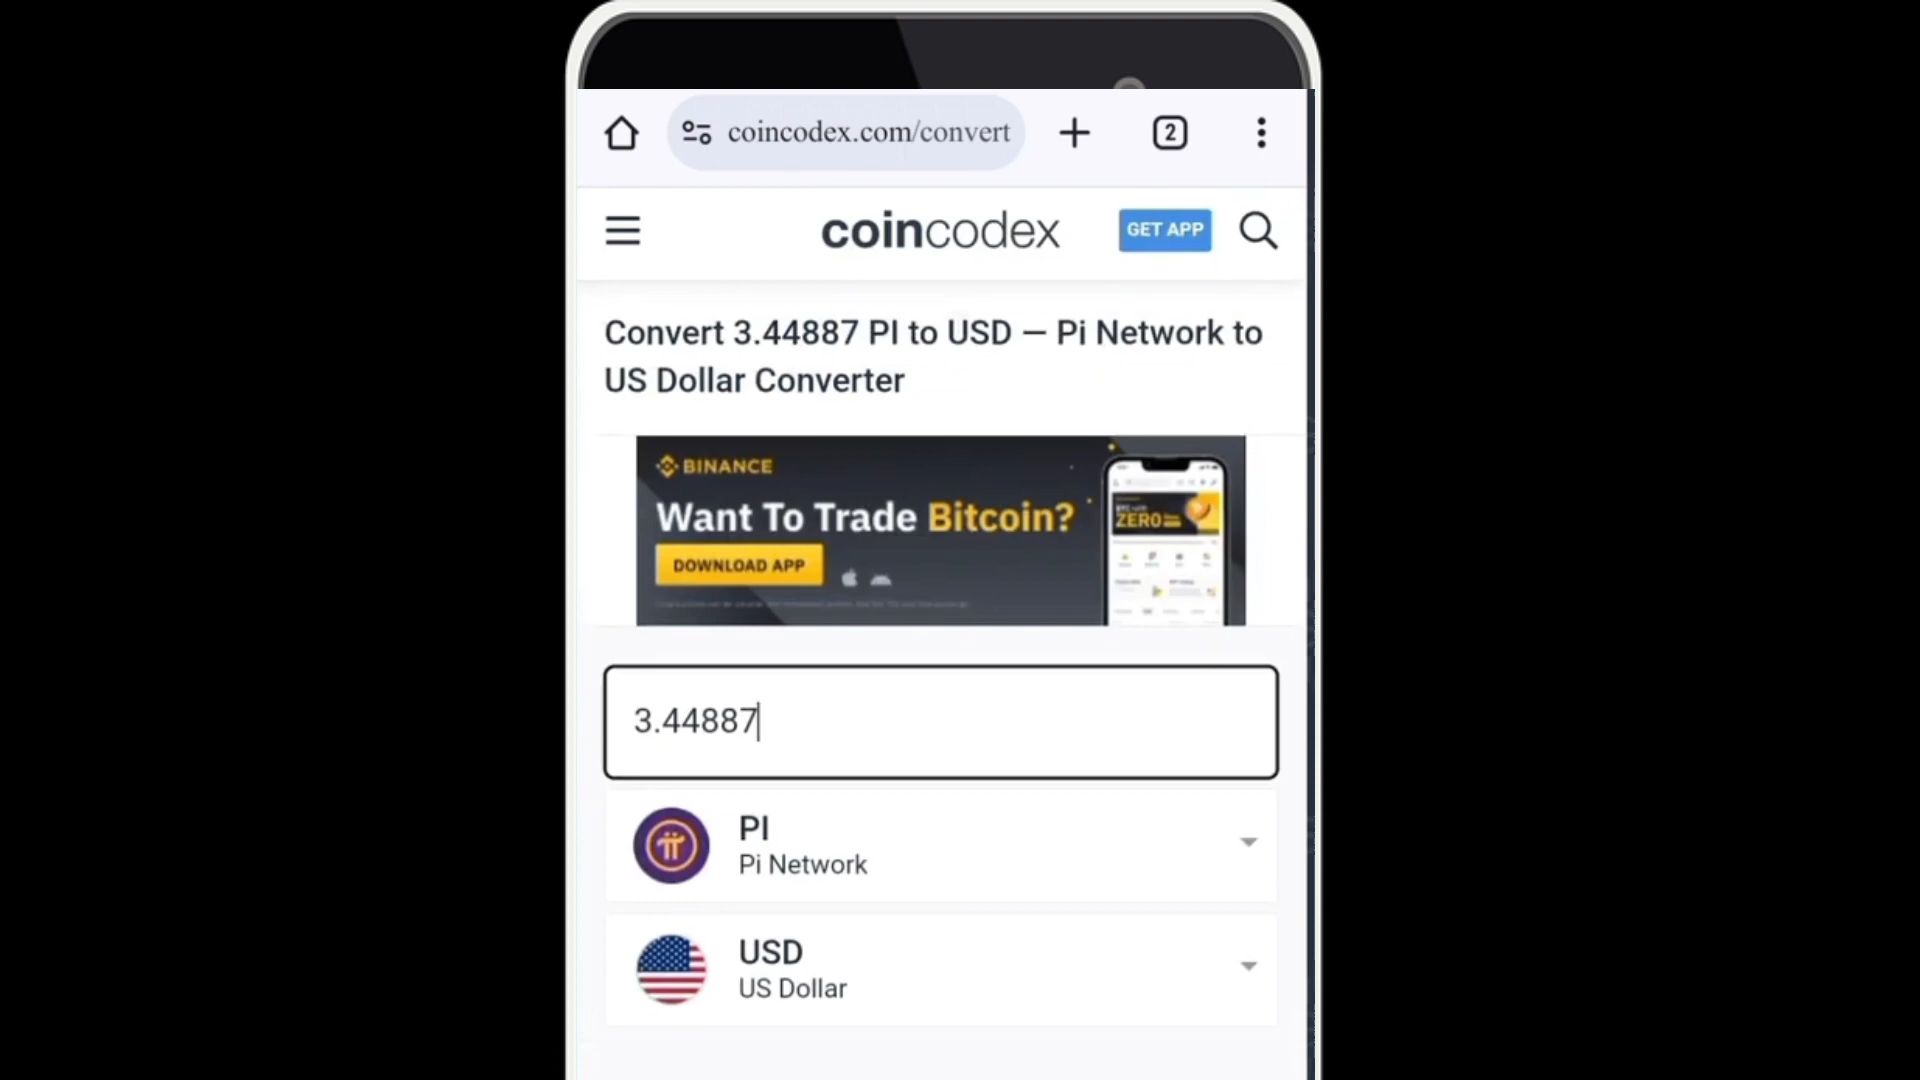 coincodex.com/convert
2
coincodex
GET APP
Convert 3.44887 PI to USD — Pi Network to
US Dollar Converter
BINANCE
Want To Trade Bitcoin?
DOWNLOAD APP
ZERO
3.44887
PI
Pi Network
USD
US Dollar